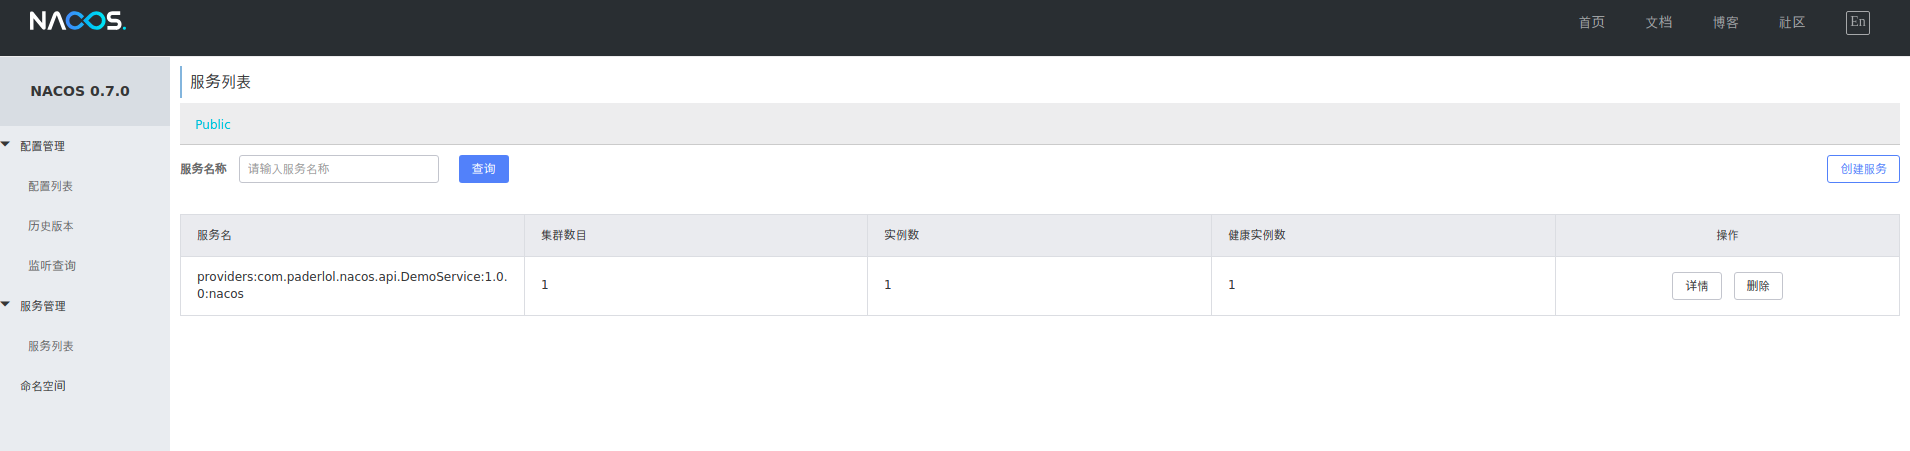 NACOS.
首页 文档 博客 社区 En
NACOS 0.7.0
配置管理
配置列表
历史版本
监听查询
服务管理
服务列表
命名空间
服务列表
Public
服务名称 请输入服务名称 查询 创建服务
服务名 集群数目 实例数 健康实例数 操作
providers:com.paderlol.nacos.api.DemoService:1.0.
0:nacos
1 1 1 详情 删除